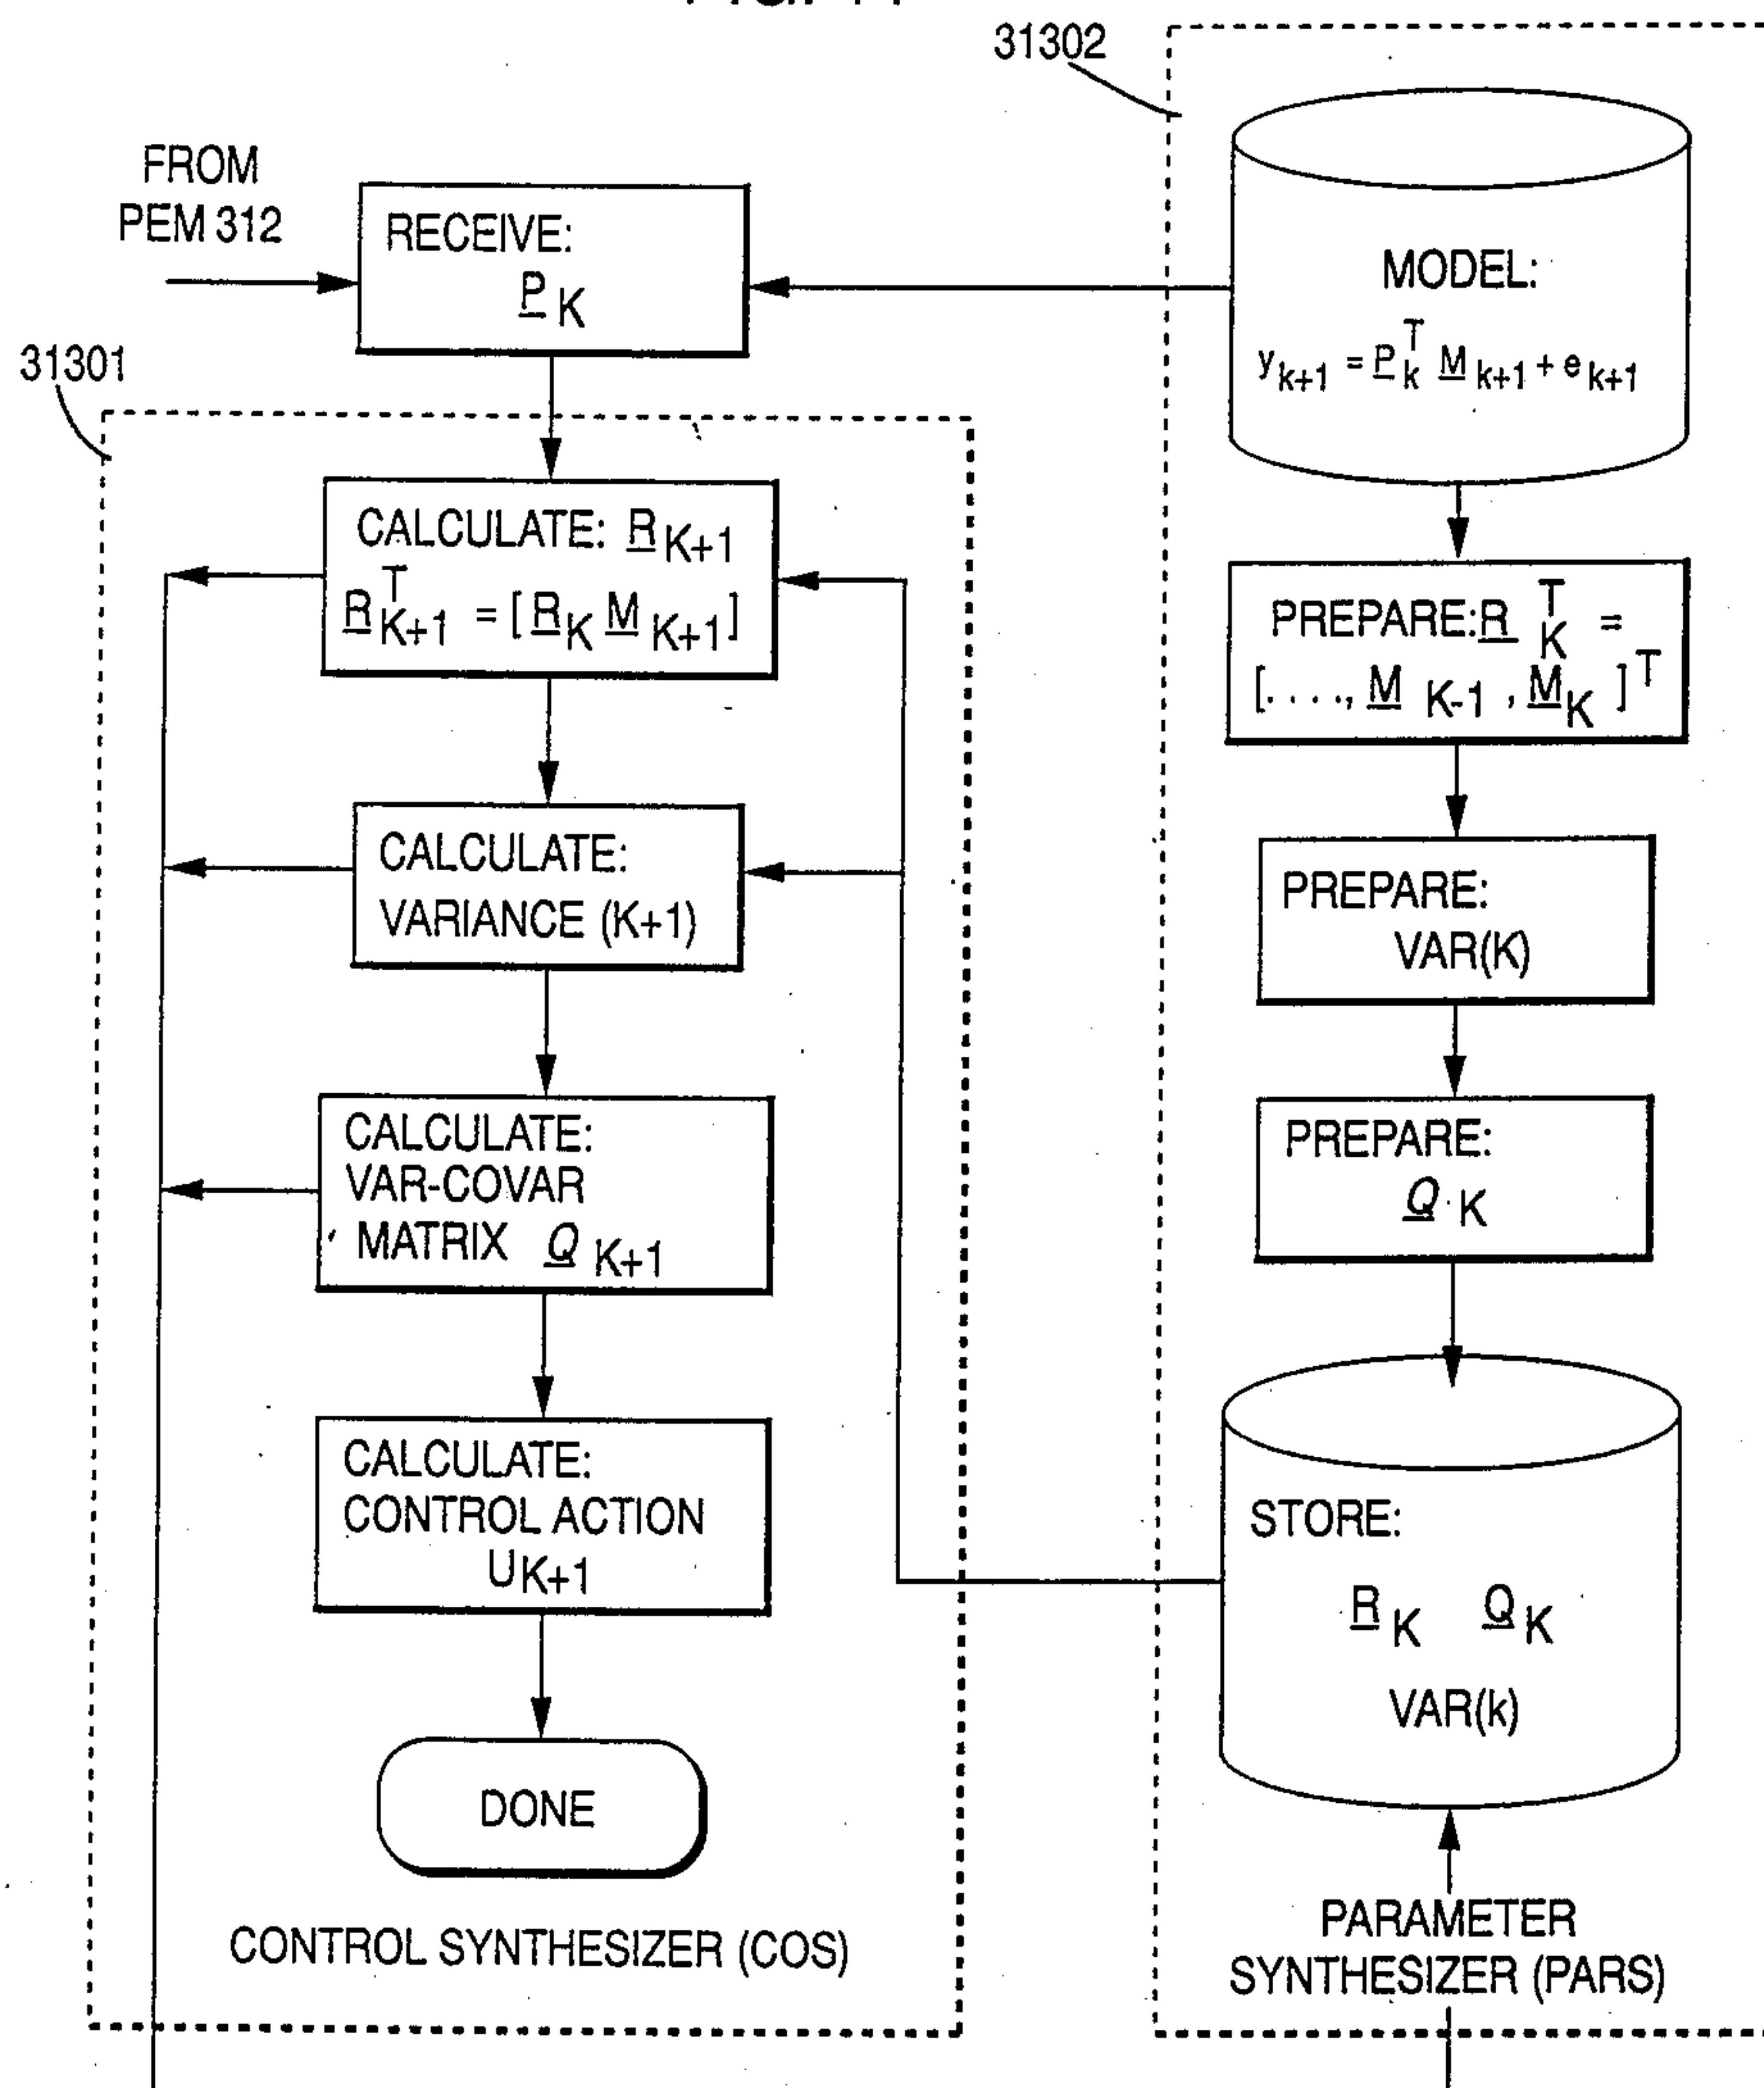 31302
FROM
PEM 312
RECEIVE:
P K
MODEL:
y k+1 = P k^T M k+1 + e k+1
31301
CALCULATE: R K+1
R K+1^T = [ R K M K+1 ]
PREPARE: R K^T =
[. . . ., M K-1 , M K ]^T
CALCULATE:
VARIANCE (K+1)
PREPARE:
VAR(K)
CALCULATE:
VAR-COVAR
MATRIX Q K+1
PREPARE:
Q K
CALCULATE:
CONTROL ACTION
U K+1
STORE:
R K Q K
VAR(k)
DONE
CONTROL SYNTHESIZER (COS)
PARAMETER
SYNTHESIZER (PARS)